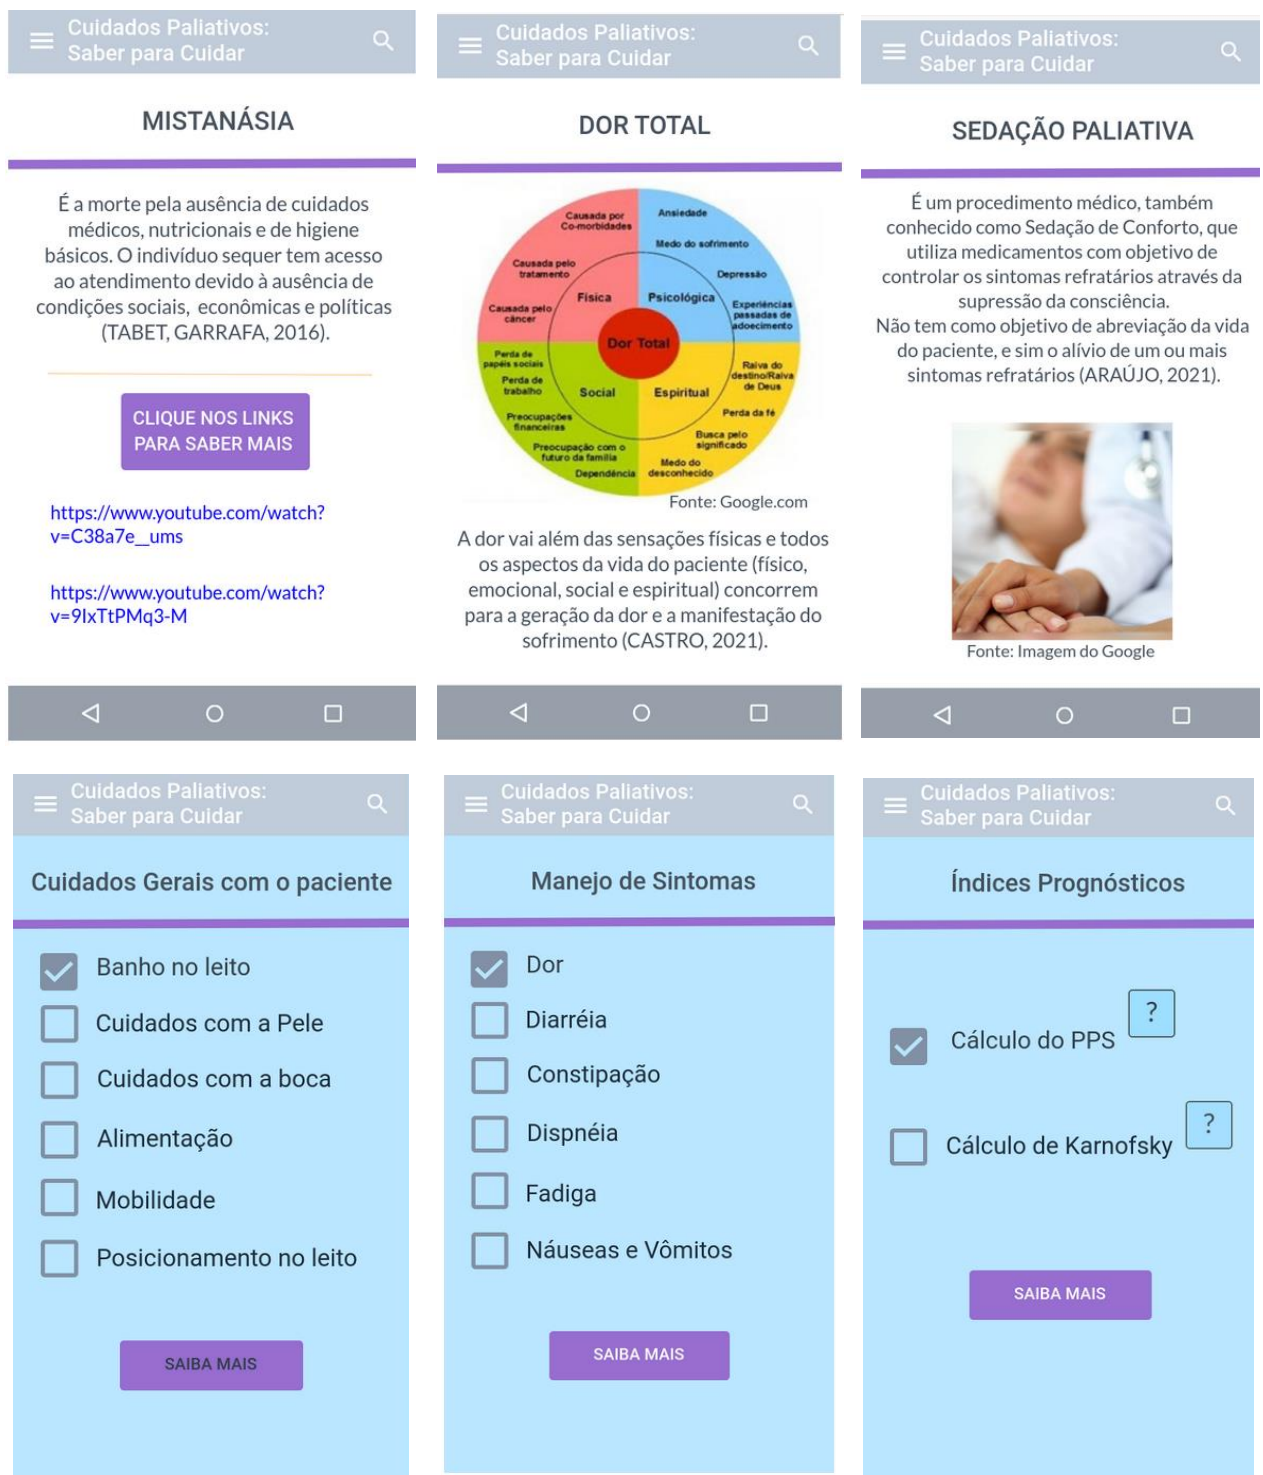 Cuidados Paliativos:
Saber para Cuidar
MISTANÁSIA
É a morte pela ausência de cuidados
médicos, nutricionais e de higiene
básicos. O indivíduo sequer tem acesso
ao atendimento devido à ausência de
condições sociais, econômicas e políticas
(TABET, GARRAFA, 2016).
CLIQUE NOS LINKS
PARA SABER MAIS
https://www.youtube.com/watch?
v=C38a7e__ums
https://www.youtube.com/watch?
v=9IxTtPMq3-M
Cuidados Paliativos:
Saber para Cuidar
DOR TOTAL
Causada por
Co-morbidades
Causada pelo
tratamento
Causada pelo
câncer
Física
Ansiedade
Medo do sofrimento
Depressão
Experiências
passadas de
adoecimento
Psicológica
Dor Total
Perda de
papéis sociais
Perda de
trabalho
Preocupações
financeiras
Preocupação com o
futuro da família
Dependência
Social
Espiritual
Raiva do
destino/Raiva
de Deus
Perda da fé
Busca pelo
significado
Medo do
desconhecido
Fonte: Google.com
A dor vai além das sensações físicas e todos
os aspectos da vida do paciente (físico,
emocional, social e espiritual) concorrem
para a geração da dor e a manifestação do
sofrimento (CASTRO, 2021).
Cuidados Paliativos:
Saber para Cuidar
SEDAÇÃO PALIATIVA
É um procedimento médico, também
conhecido como Sedação de Conforto, que
utiliza medicamentos com objetivo de
controlar os sintomas refratários através da
supressão da consciência.
Não tem como objetivo de abreviação da vida
do paciente, e sim o alívio de um ou mais
sintomas refratários (ARAÚJO, 2021).
Fonte: Imagem do Google
Cuidados Paliativos:
Saber para Cuidar
Cuidados Gerais com o paciente
Banho no leito
Cuidados com a Pele
Cuidados com a boca
Alimentação
Mobilidade
Posicionamento no leito
SAIBA MAIS
Cuidados Paliativos:
Saber para Cuidar
Manejo de Sintomas
Dor
Diarréia
Constipação
Dispnéia
Fadiga
Náuseas e Vômitos
SAIBA MAIS
Cuidados Paliativos:
Saber para Cuidar
Índices Prognósticos
Cálculo do PPS
?
Cálculo de Karnofsky
?
SAIBA MAIS